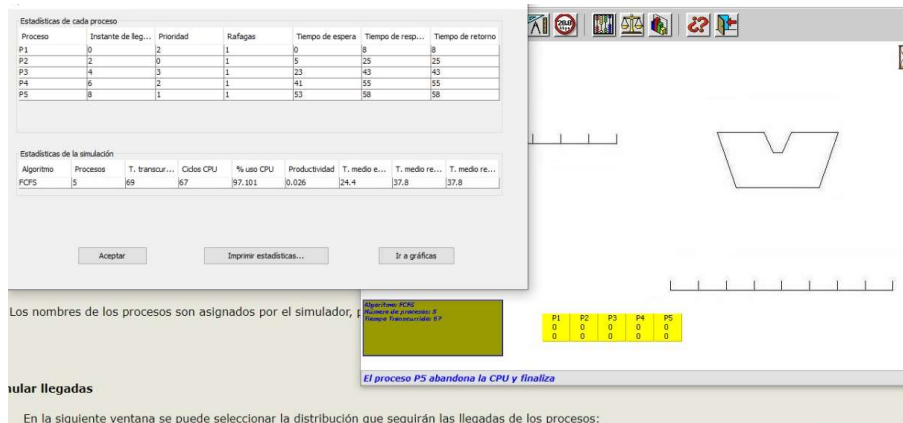 Estadísticas de cada proceso
Proceso Instante de lleg... Prioridad Rafagas Tiempo de espera Tiempo de resp... Tiempo de retorno
P1 0 2 1 0 8 8
P2 2 0 1 5 25 25
P3 4 3 1 23 43 43
P4 6 2 1 41 55 55
P5 8 1 1 53 58 58
Estadísticas de la simulación
Algoritmo Procesos T. transcur... Ciclos CPU % uso CPU Productividad T. medio e... T. medio re... T. medio re...
FCFS 5 69 67 97.101 0.026 24.4 37.8 37.8
Aceptar Imprimir estadísticas... Ir a gráficas
Los nombres de los procesos son asignados por el simulador, p
Algoritmo: FCFS
Número de procesos: 5
Tiempo Transcurrido: 67
P1 P2 P3 P4 P5
0 0 0 0 0
0 0 0 0 0
El proceso P5 abandona la CPU y finaliza
nular llegadas
En la siguiente ventana se puede seleccionar la distribución que seguirán las llegadas de los procesos: